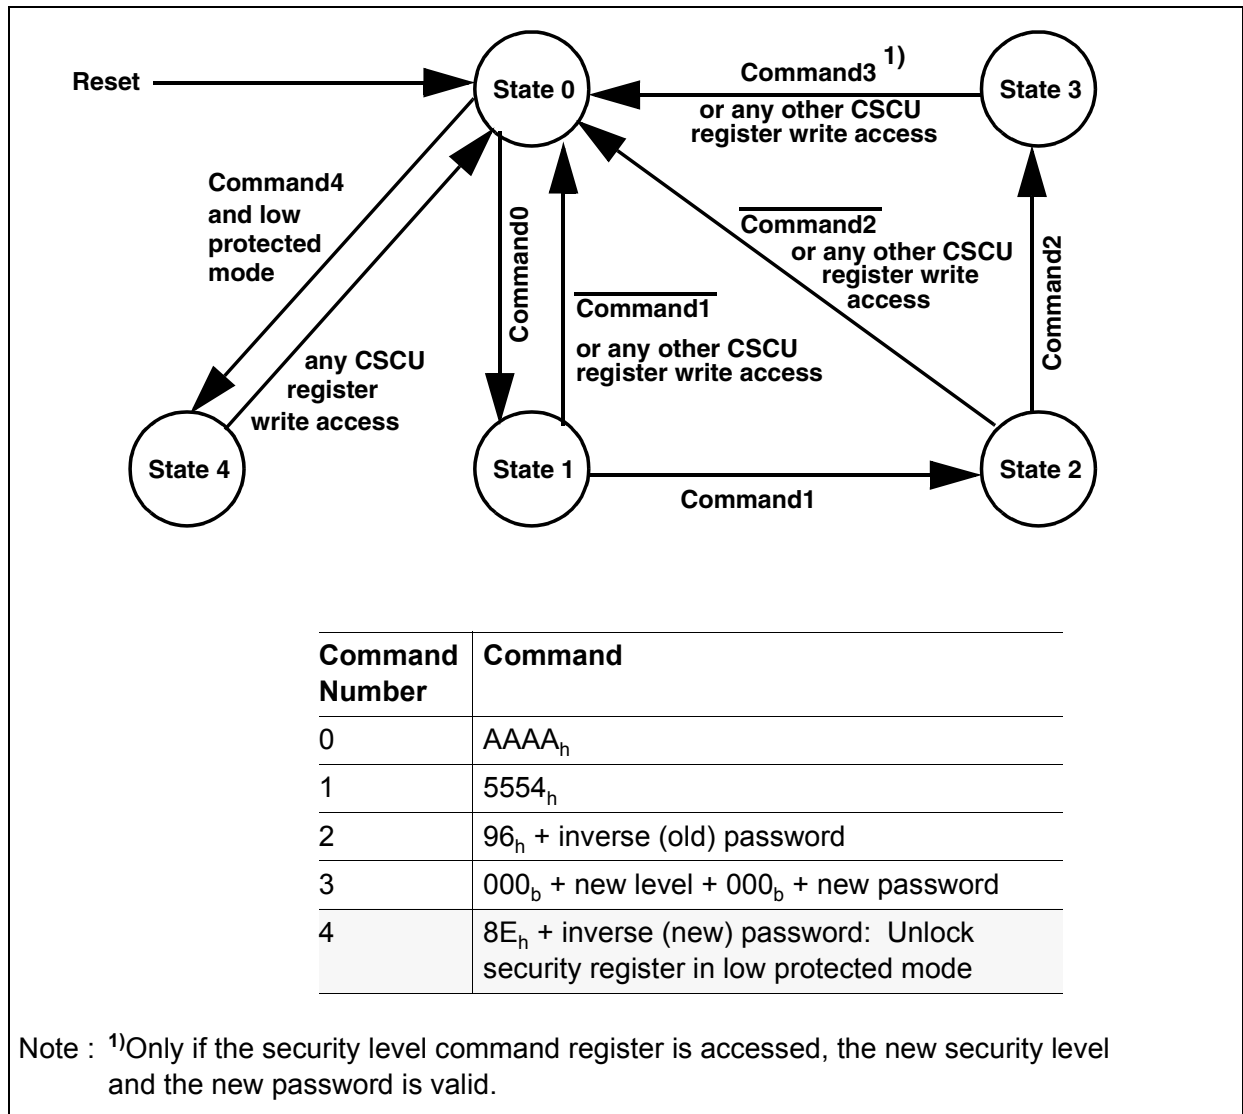 Reset
State 0
Command3 1)
or any other CSCU
register write access
State 3
Command4
and low
protected
mode
Command0
Command1
or any other CSCU
register write access
Command2
or any other CSCU
register write
access
Command2
any CSCU
register
write access
State 4
State 1
Command1
State 2
Command Number | Command
0 | AAAAh
1 | 5554h
2 | 96h + inverse (old) password
3 | 000b + new level + 000b + new password
4 | 8Eh + inverse (new) password: Unlock
security register in low protected mode
Note : 1)Only if the security level command register is accessed, the new security level
and the new password is valid.